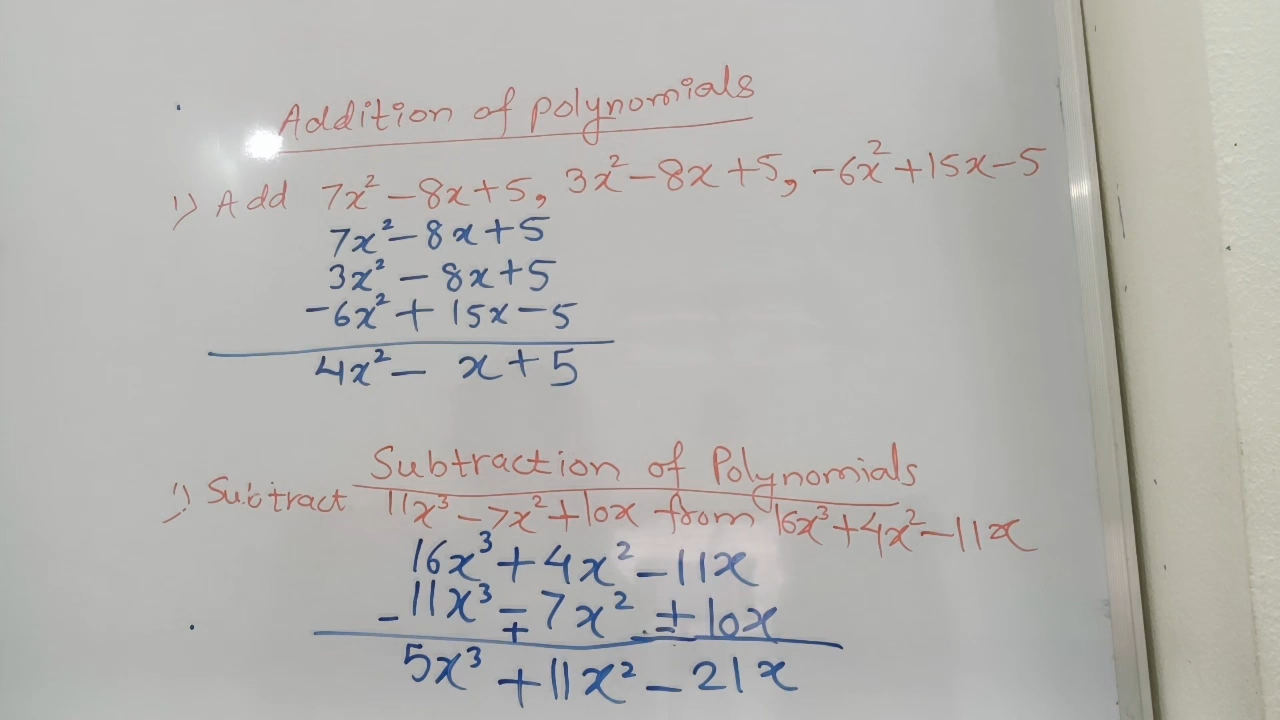 Addition of polynomials
1) Add 7x² - 8x + 5, 3x² - 8x + 5, -6x² + 15x - 5
7x² - 8x + 5
3x² - 8x + 5
-6x² + 15x - 5
4x² - x + 5
Subtraction of Polynomials
1) Subtract 11x³ - 7x² + 10x from 16x³ + 4x² - 11x
16x³ + 4x² - 11x
11x³ - 7x² + 10x
- + -
5x³ + 11x² - 21x